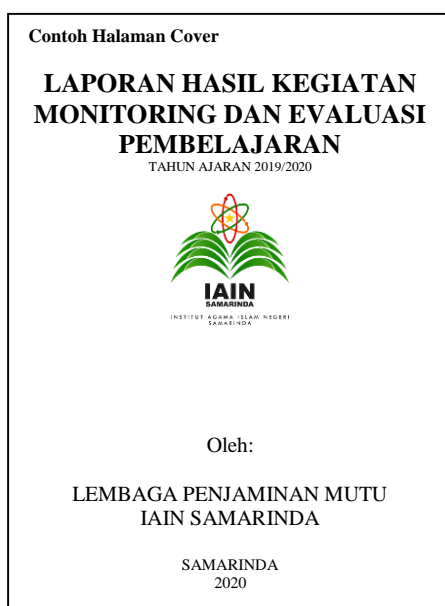 Contoh Halaman Cover
LAPORAN HASIL KEGIATAN
MONITORING DAN EVALUASI
PEMBELAJARAN
TAHUN AJARAN 2019/2020
IAIN
SAMARINDA
INSTITUT AGAMA ISLAM NEGERI
SAMARINDA
Oleh:
LEMBAGA PENJAMINAN MUTU
IAIN SAMARINDA
SAMARINDA
2020